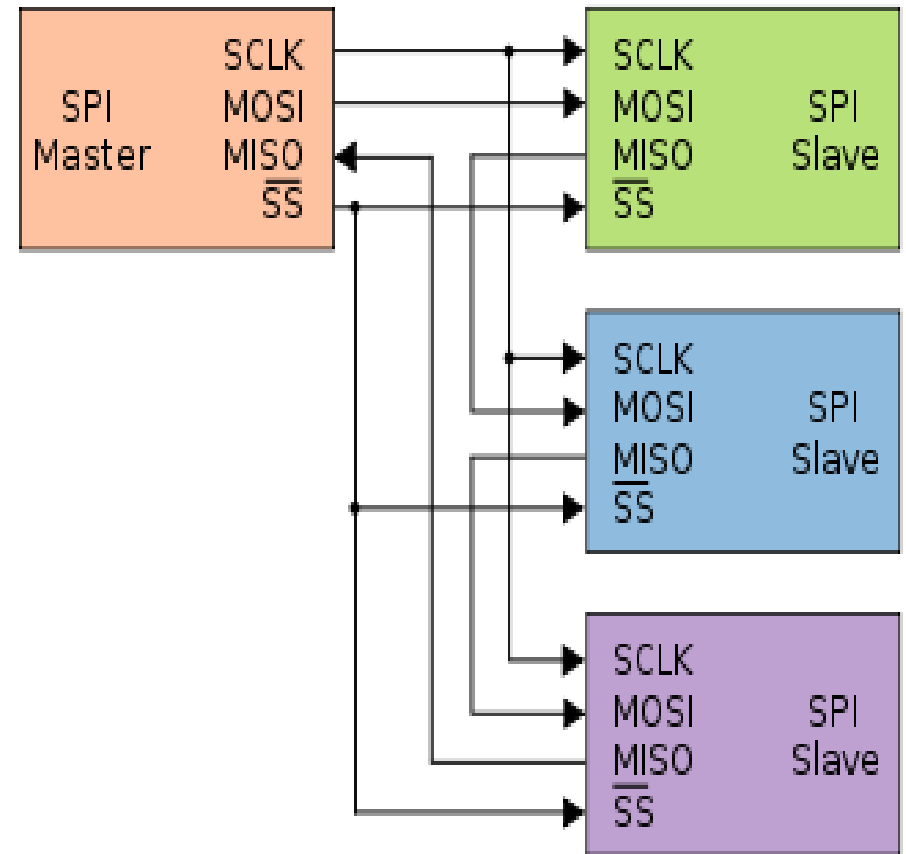 SPI
Master
SCLK
MOSI
MISO
SS
SCLK
MOSI
MISO
SS
SPI
Slave
SCLK
MOSI
MISO
SS
SPI
Slave
SCLK
MOSI
MISO
SS
SPI
Slave